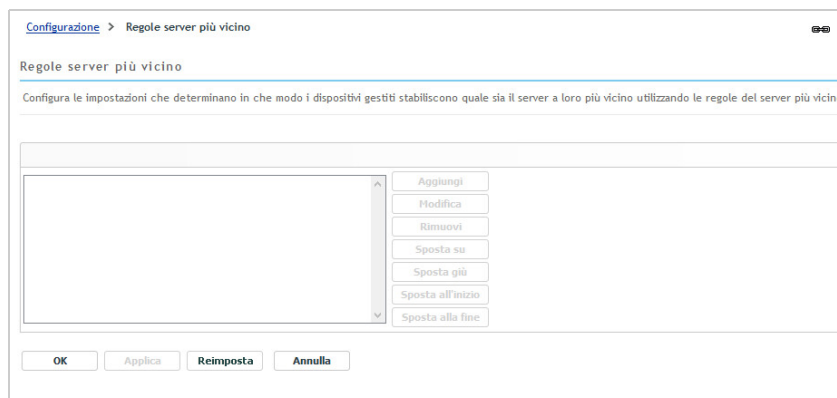 Configurazione > Regole server più vicino
Regole server più vicino
Configura le impostazioni che determinano in che modo i dispositivi gestiti stabiliscono quale sia il server a loro più vicino utilizzando le regole del server più vicin
Aggiungi
Modifica
Rimuovi
Sposta su
Sposta giù
Sposta all'inizio
Sposta alla fine
OK Applica Reimposta Annulla